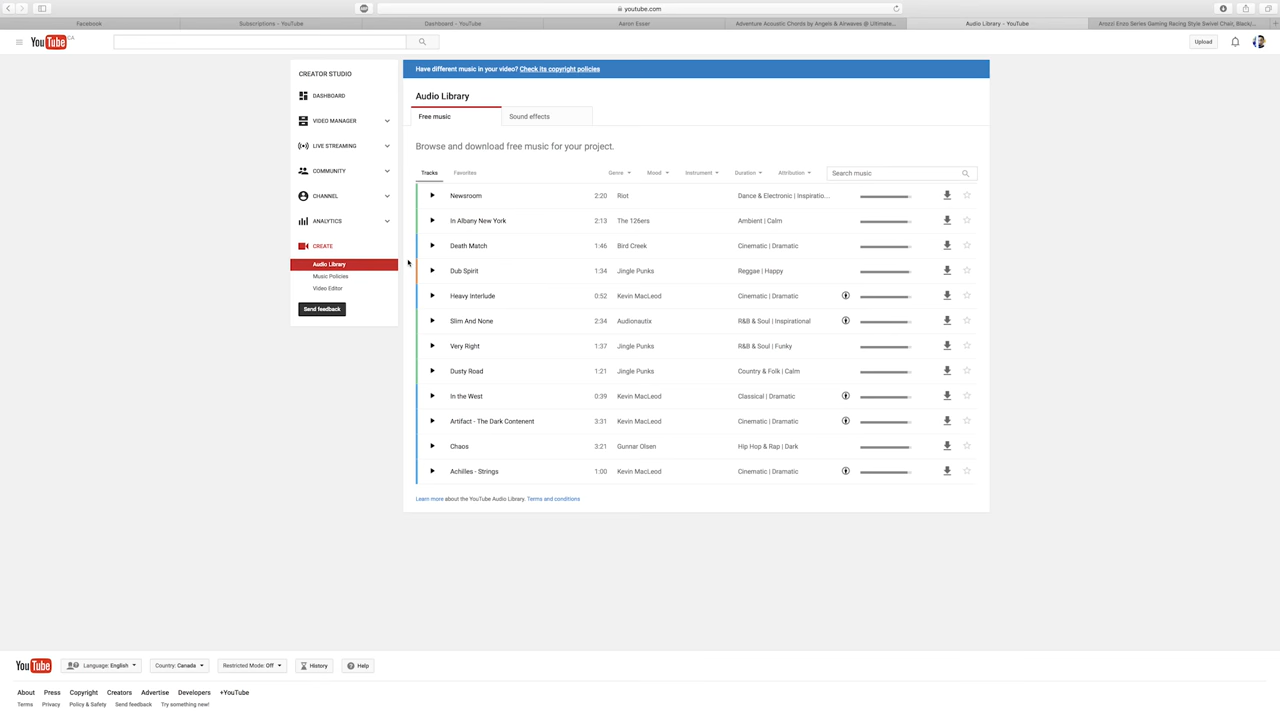 youtube.com
Facebook
Subscriptions - YouTube
Dashboard - YouTube
Aaron Esser
Adventure Acoustic Chords by Angels & Airwaves @ Ultimate...
Audio Library - YouTube
Arozzi Enzo Series Gaming Racing Style Swivel Chair, Black/...
YouTube CA
Upload
CREATOR STUDIO
DASHBOARD
VIDEO MANAGER
LIVE STREAMING
COMMUNITY
CHANNEL
ANALYTICS
CREATE
Audio Library
Music Policies
Video Editor
Send feedback
Have different music in your video? Check its copyright policies
Audio Library
Free music Sound effects
Browse and download free music for your project.
Tracks Favorites Genre Mood Instrument Duration Attribution Search music
Newsroom 2:20 Riot Dance & Electronic | Inspiratio...
In Albany New York 2:13 The 126ers Ambient | Calm
Death Match 1:46 Bird Creek Cinematic | Dramatic
Dub Spirit 1:34 Jingle Punks Reggae | Happy
Heavy Interlude 0:52 Kevin MacLeod Cinematic | Dramatic
Slim And None 2:34 Audionautix R&B & Soul | Inspirational
Very Right 1:37 Jingle Punks R&B & Soul | Funky
Dusty Road 1:21 Jingle Punks Country & Folk | Calm
In the West 0:39 Kevin MacLeod Classical | Dramatic
Artifact - The Dark Contenent 3:31 Kevin MacLeod Cinematic | Dramatic
Chaos 3:21 Gunnar Olsen Hip Hop & Rap | Dark
Achilles - Strings 1:00 Kevin MacLeod Cinematic | Dramatic
Learn more about the YouTube Audio Library. Terms and conditions
YouTube Language: English Country: Canada Restricted Mode: Off History Help
About Press Copyright Creators Advertise Developers +YouTube
Terms Privacy Policy & Safety Send feedback Try something new!